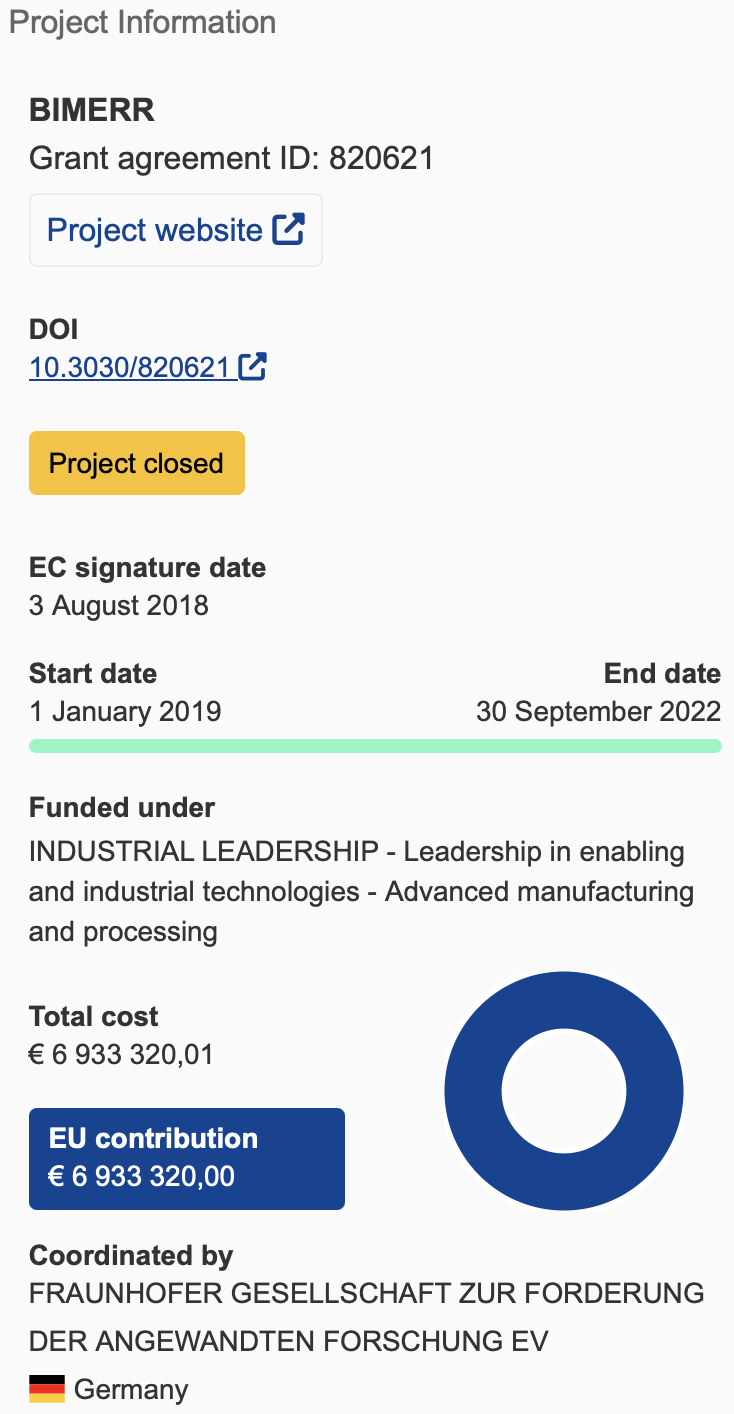 Project Information
BIMERR
Grant agreement ID: 820621
Project website
DOI
10.3030/820621
Project closed
EC signature date
3 August 2018
Start date
End date
1 January 2019
30 September 2022
Funded under
INDUSTRIAL LEADERSHIP - Leadership in enabling
and industrial technologies - Advanced manufacturing
and processing
Total cost
€ 6 933 320,01
EU contribution
€ 6 933 320,00
Coordinated by
FRAUNHOFER GESELLSCHAFT ZUR FORDERUNG
DER ANGEWANDTEN FORSCHUNG EV
Germany